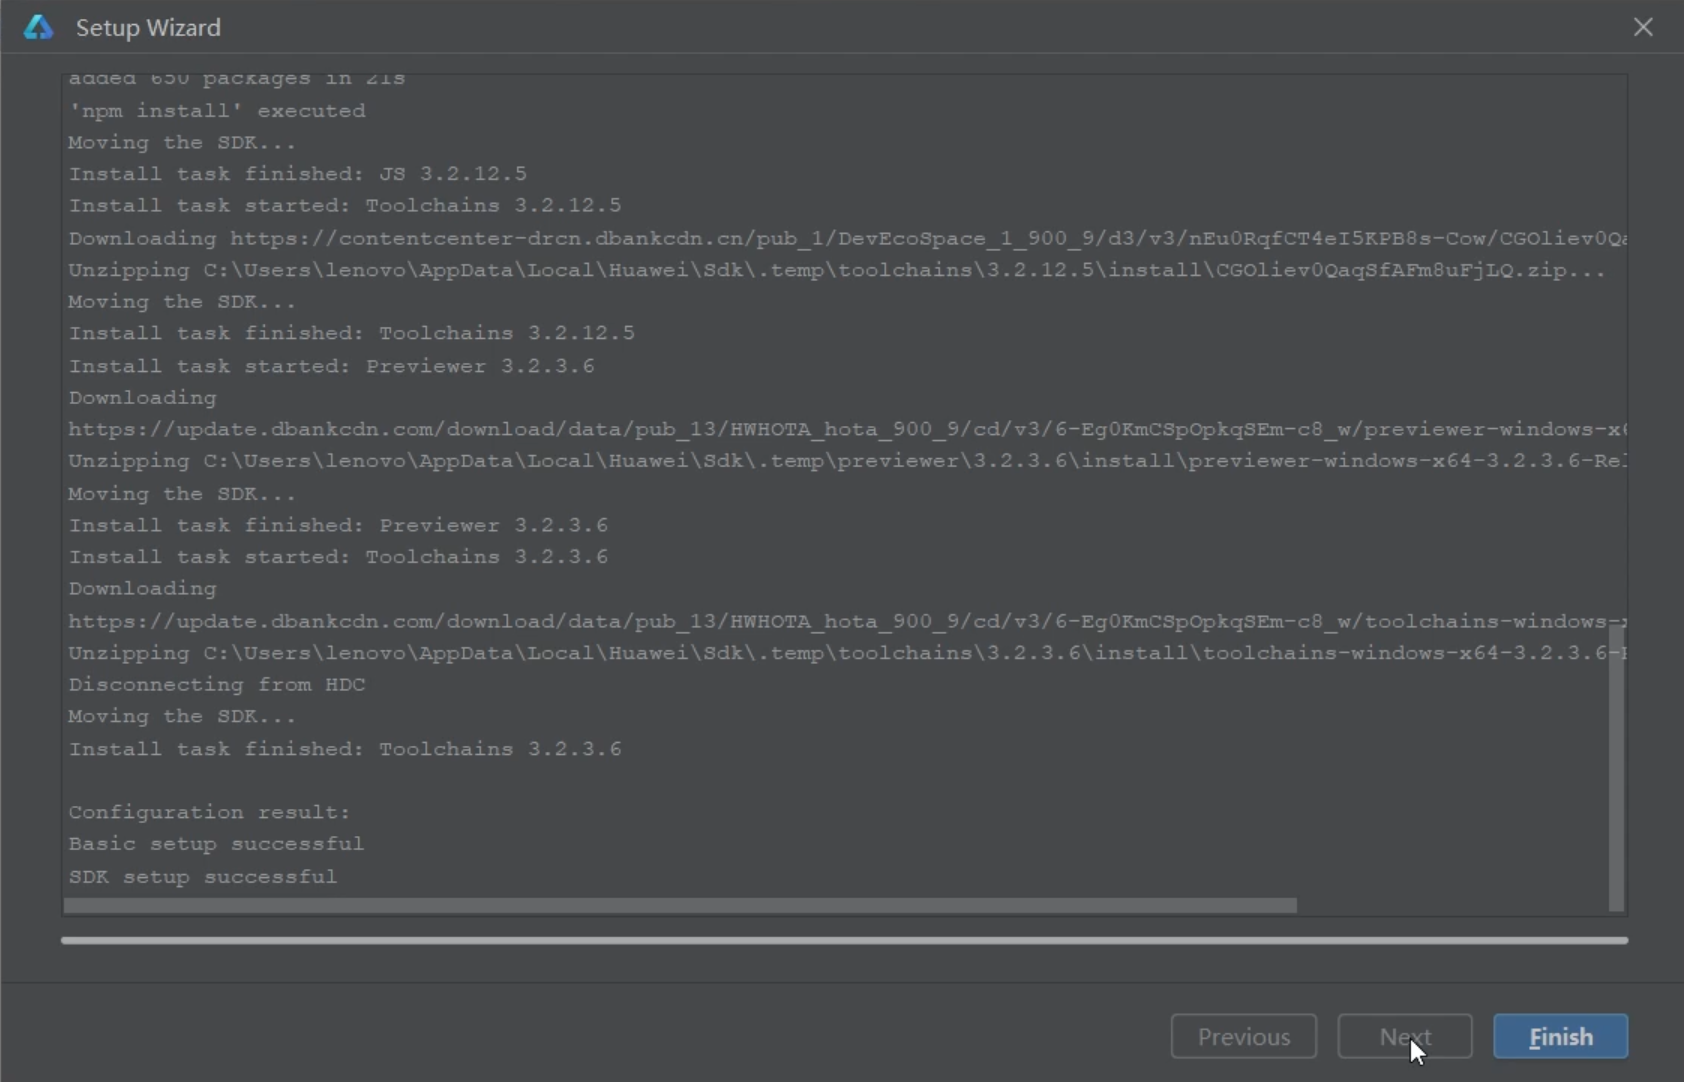 Setup Wizard
added 650 packages in 21s
'npm install' executed
Moving the SDK...
Install task finished: JS 3.2.12.5
Install task started: Toolchains 3.2.12.5
Downloading https://contentcenter-drcn.dbankcdn.cn/pub_1/DevEcoSpace_1_900_9/d3/v3/nEu0RqfCT4eI5KPB8s-Cow/CGOliev0Qa
Unzipping C:\Users\lenovo\AppData\Local\Huawei\Sdk\.temp\toolchains\3.2.12.5\install\CGOliev0QaqSfAFm8uFjLQ.zip...
Moving the SDK...
Install task finished: Toolchains 3.2.12.5
Install task started: Previewer 3.2.3.6
Downloading
https://update.dbankcdn.com/download/data/pub_13/HWHOTA_hota_900_9/cd/v3/6-Eg0KmCSpOpkqSEm-c8_w/previewer-windows-x6
Unzipping C:\Users\lenovo\AppData\Local\Huawei\Sdk\.temp\previewer\3.2.3.6\install\previewer-windows-x64-3.2.3.6-Rel
Moving the SDK...
Install task finished: Previewer 3.2.3.6
Install task started: Toolchains 3.2.3.6
Downloading
https://update.dbankcdn.com/download/data/pub_13/HWHOTA_hota_900_9/cd/v3/6-Eg0KmCSpOpkqSEm-c8_w/toolchains-windows-x
Unzipping C:\Users\lenovo\AppData\Local\Huawei\Sdk\.temp\toolchains\3.2.3.6\install\toolchains-windows-x64-3.2.3.6-R
Disconnecting from HDC
Moving the SDK...
Install task finished: Toolchains 3.2.3.6
Configuration result:
Basic setup successful
SDK setup successful
Previous Next Finish